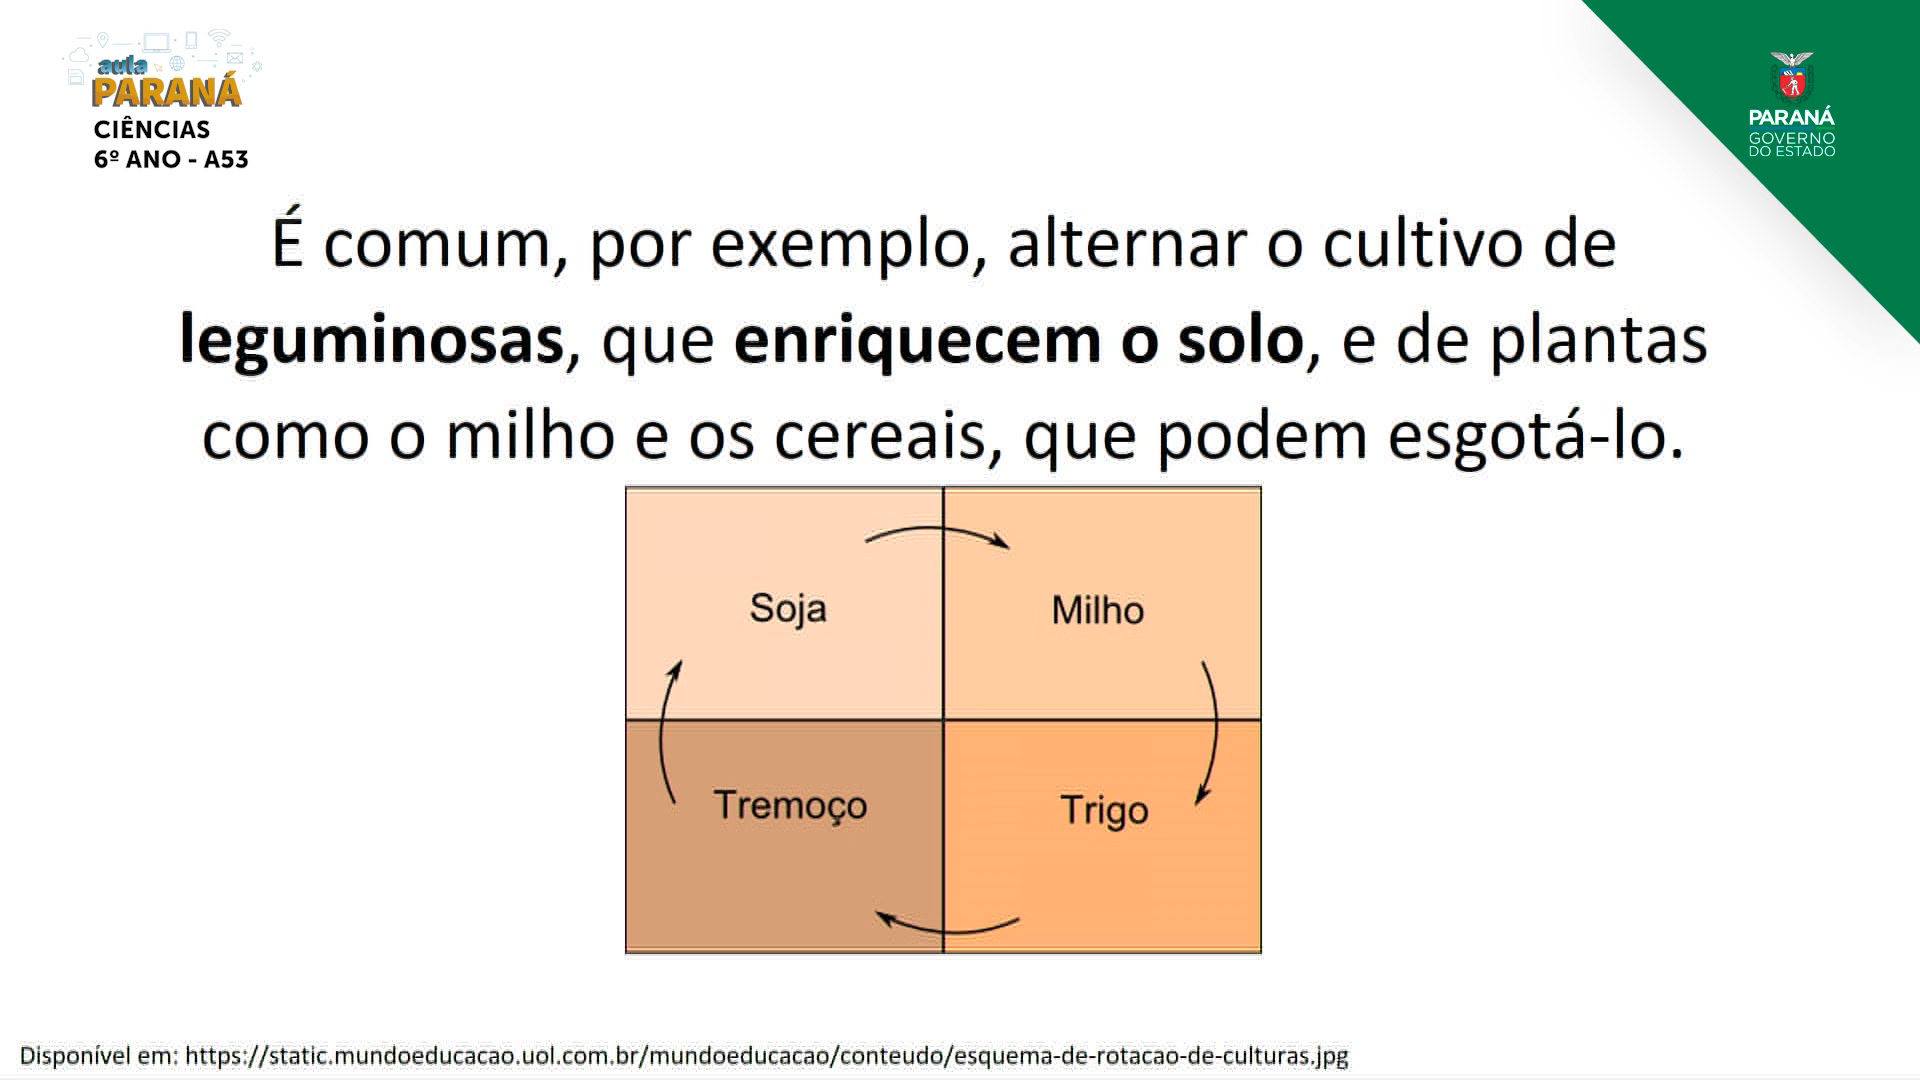 aula
PARANÁ
CIÊNCIAS
6º ANO - A53
PARANÁ
GOVERNO
DO ESTADO
É comum, por exemplo, alternar o cultivo de
leguminosas, que enriquecem o solo, e de plantas
como o milho e os cereais, que podem esgotá-lo.
Soja
Milho
Tremoço
Trigo
Disponível em: https://static.mundoeducacao.uol.com.br/mundoeducacao/conteudo/esquema-de-rotacao-de-culturas.jpg